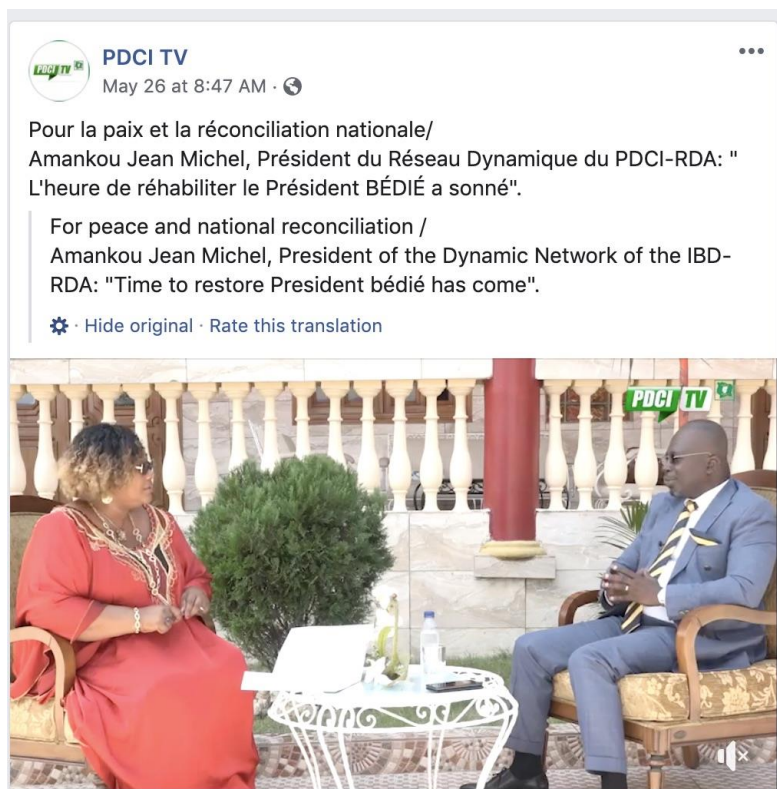 PDCI TV
PDCI TV
May 26 at 8:47 AM ·
Pour la paix et la réconciliation nationale/
Amankou Jean Michel, Président du Réseau Dynamique du PDCI-RDA: "
L'heure de réhabiliter le Président BÉDIÉ a sonné".
For peace and national reconciliation /
Amankou Jean Michel, President of the Dynamic Network of the IBD-
RDA: "Time to restore President bédié has come".
· Hide original · Rate this translation
PDCI TV